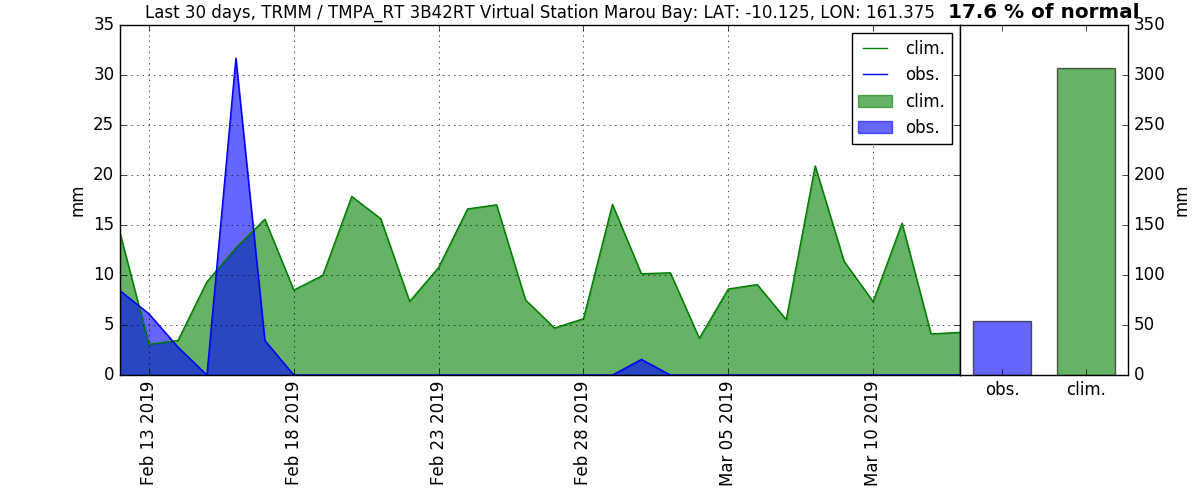 Last 30 days, TRMM / TMPA_RT 3B42RT Virtual Station Marou Bay: LAT: -10.125, LON: 161.375
17.6 % of normal
35
30
25
20
15
10
5
0
mm
clim.
obs.
clim.
obs.
Feb 13 2019
Feb 18 2019
Feb 23 2019
Feb 28 2019
Mar 05 2019
Mar 10 2019
350
300
250
200
150
100
50
0
mm
obs.
clim.